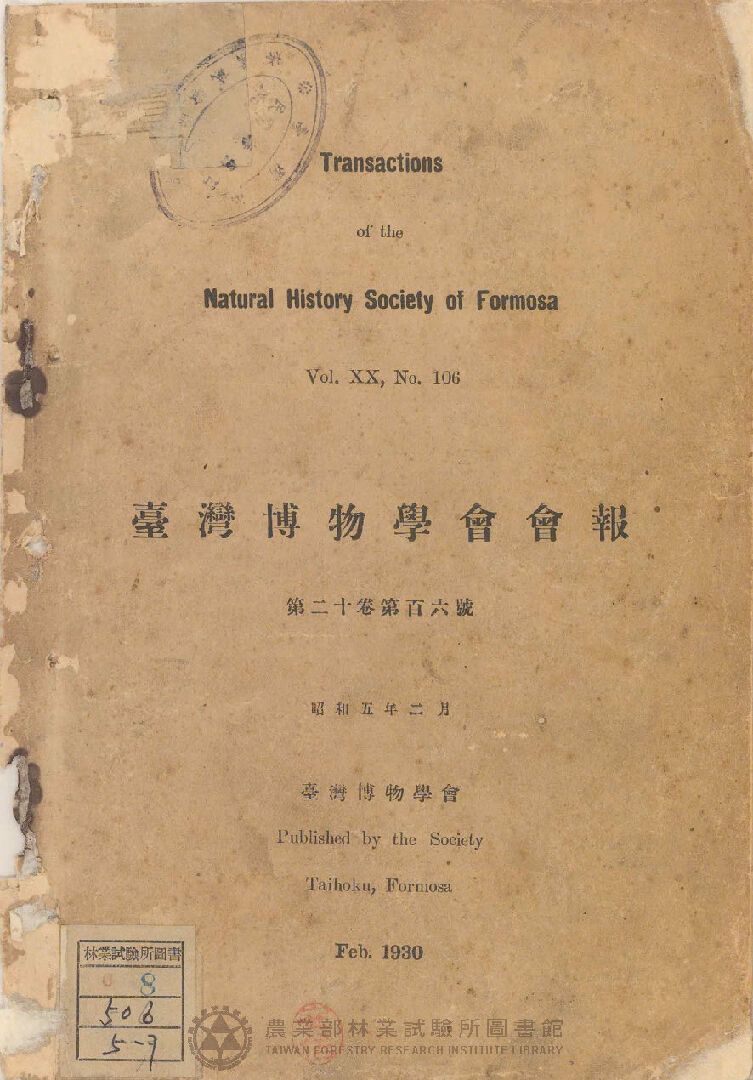 Transactions
of the
Natural History Society of Formosa
Vol. XX, No. 106
臺灣博物學會會報
第二十卷第百六號
昭和五年二月
臺灣博物學會
Published by the Society
Taihoku, Formosa
Feb. 1930
林業試驗所圖書
8
506
5-7
農業部林業試驗所圖書館
TAIWAN FORESTRY RESEARCH INSTITUTE LIBRARY